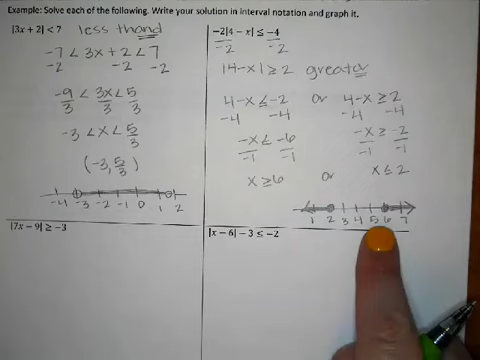 Example: Solve each of the following. Write your solution in interval notation and graph it.
|3x + 2| < 7 less thand
-7 < 3x + 2 < 7
-2 -2 -2
-9/3 < 3x/3 < 5/3
-3 < x < 5/3
(-3, 5/3)
-4 -3 -2 -1 0 1 2
-2|4 - x| ≤ -4
-2 -2
|4-x| ≥ 2 greator
4-x ≤ -2 or 4-x ≥ 2
-4 -4 -4 -4
-x/-1 ≤ -6/-1 -x/-1 ≥ -2/-1
x ≥ 6 or x ≤ 2
1 2 3 4 5 6 7
|7x - 9| ≥ -3
|x - 6| - 3 ≤ -2